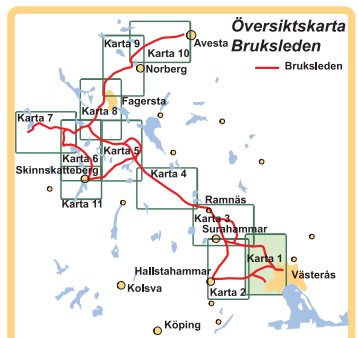 Översiktskarta
Bruksleden
Bruksleden
Karta 9
Karta 10
Avesta
Norberg
Fagersta
Karta 8
Karta 7
Karta 5
Karta 6
Skinnskatteberg
Karta 4
Karta 11
Ramnäs
Karta 3
Surahammar
Karta 1
Hallstahammar
Västerås
Kolsva
Karta 2
Köping